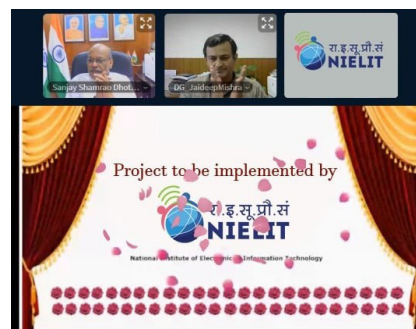 Sanjay Shamrao Dhot...
DG_JaideepMishra
रा.इ.सू.प्रौ.सं
NIELIT
Project to be implemented by
रा.इ.सू.प्रौ.सं
NIELIT
National Institute of Electronics & Information Technology